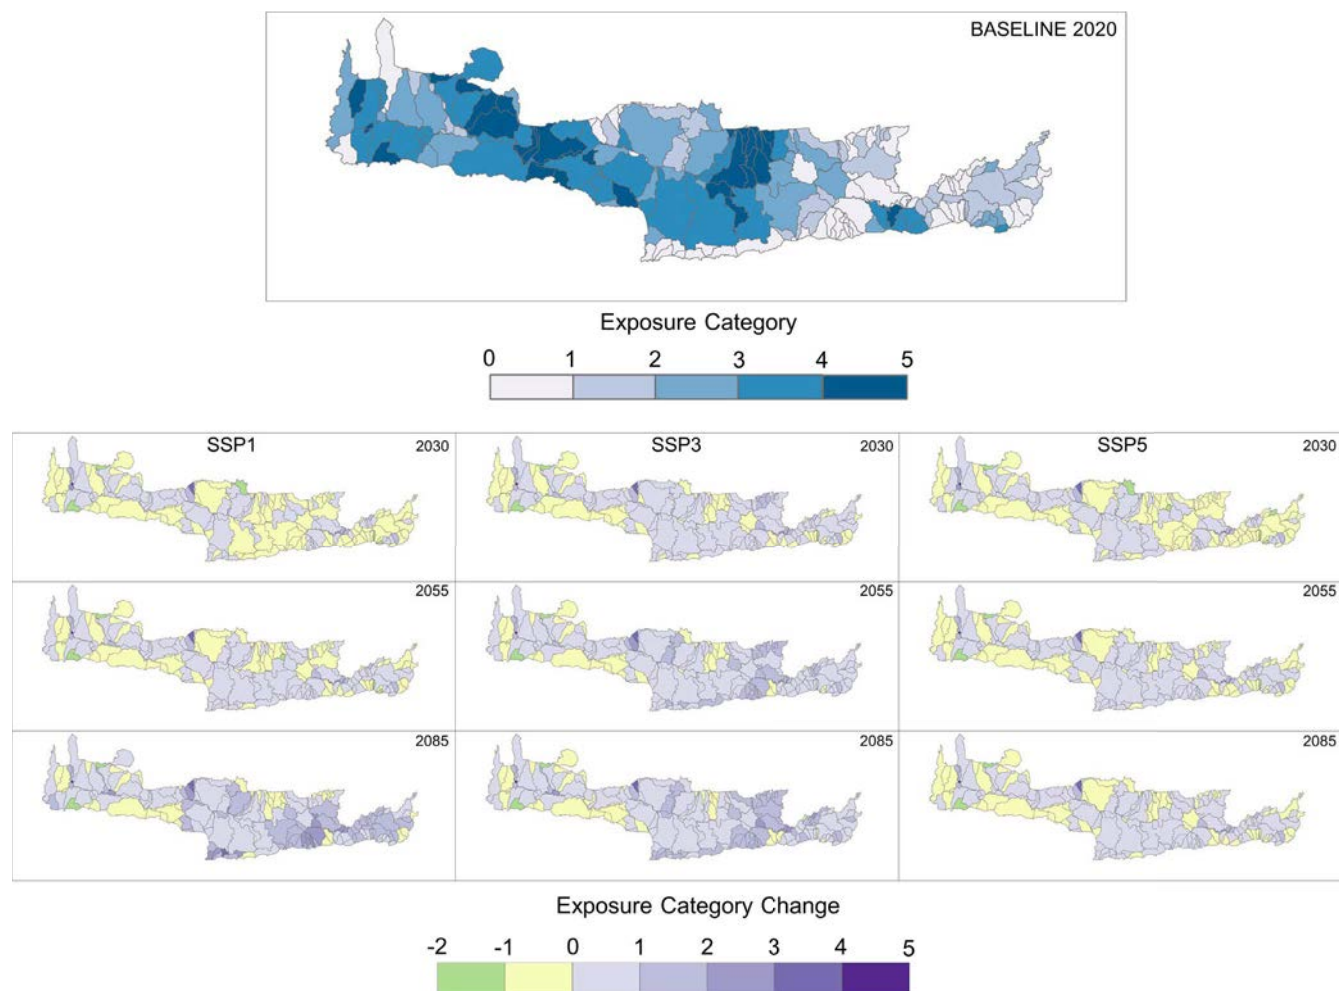 BASELINE 2020
Exposure Category
0 1 2 3 4 5
SSP1 2030 SSP3 2030 SSP5 2030
2055 2055 2055
2085 2085 2085
Exposure Category Change
-2 -1 0 1 2 3 4 5